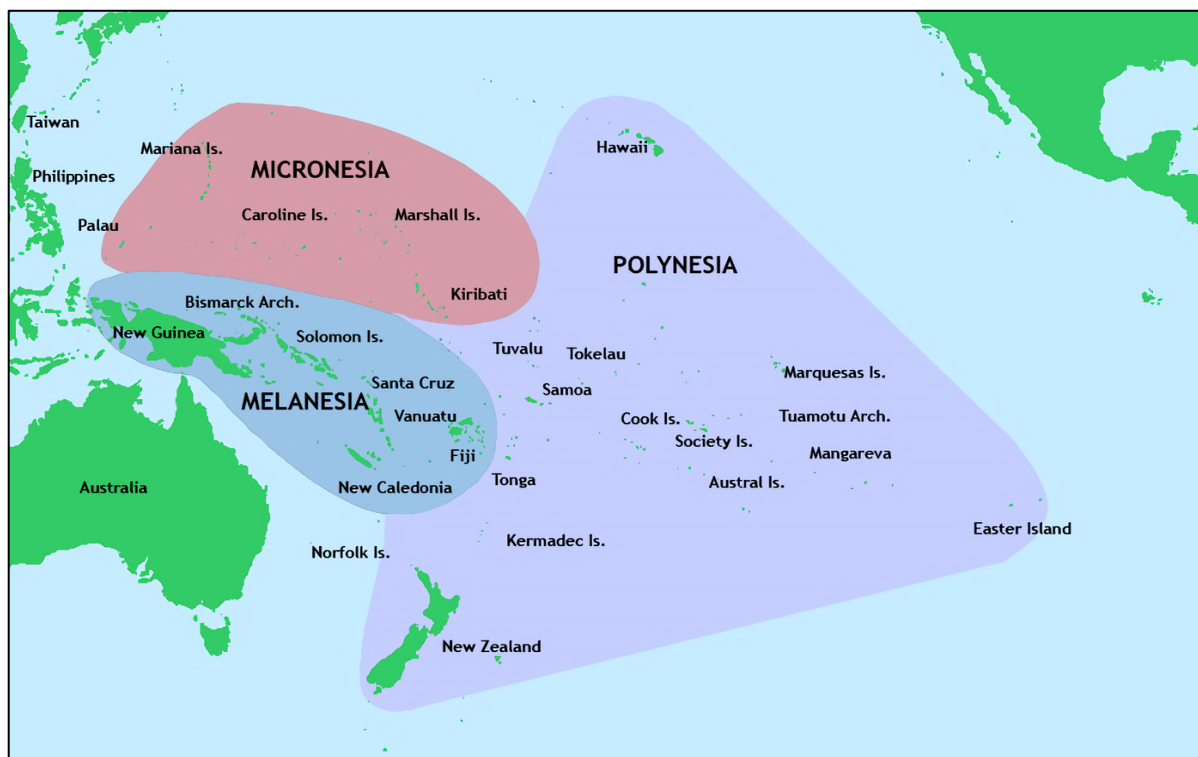 Taiwan
Hawaii
Mariana Is.
MICRONESIA
Philippines
Caroline Is.
Marshall Is.
Palau
POLYNESIA
Kiribati
Bismarck Arch.
New Guinea
Solomon Is.
Tuvalu
Tokelau
Marquesas Is.
Santa Cruz
Samoa
MELANESIA
Vanuatu
Cook Is.
Tuamotu Arch.
Society Is.
Fiji
Mangareva
Tonga
Australia
New Caledonia
Austral Is.
Easter Island
Kermadec Is.
Norfolk Is.
New Zealand